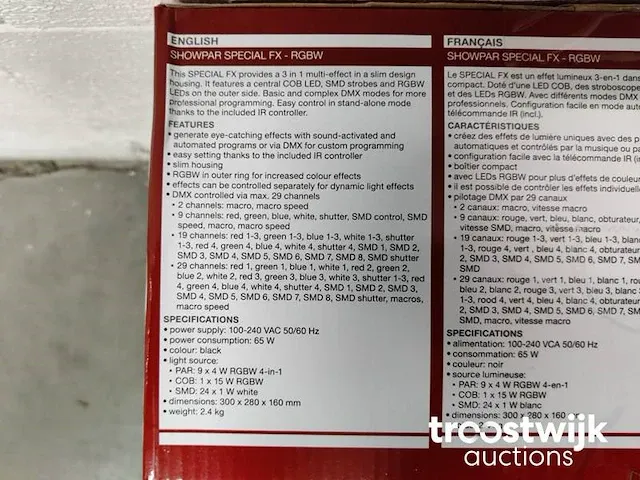 ENGLISH
SHOWPAR SPECIAL FX - RGBW
This SPECIAL FX provides a 3 in 1 multi-effect in a slim design
housing. It features a central COB LED, SMD strobes and RGBW
LEDs on the outer side. Basic and complex DMX modes for more
professional programming. Easy control in stand-alone mode
thanks to the included IR controller.
FEATURES
• generate eye-catching effects with sound-activated and
automated programs or via DMX for custom programming
• easy setting thanks to the included IR controller
• slim housing
• RGBW in outer ring for increased colour effects
• effects can be controlled separately for dynamic light effects
• DMX controlled via max. 29 channels
• 2 channels: macro, macro speed
• 9 channels: red, green, blue, white, shutter, SMD control, SMD
speed, macro, macro speed
• 19 channels: red 1-3, green 1-3, blue 1-3, white 1-3, shutter
1-3, red 4, green 4, blue 4, white 4, shutter 4, SMD 1, SMD 2,
SMD 3, SMD 4, SMD 5, SMD 6, SMD 7, SMD 8, SMD shutter
• 29 channels: red 1, green 1, blue 1, white 1, red 2, green 2,
blue 2, white 2, red 3, green 3, blue 3, white 3, shutter 1-3, red
4, green 4, blue 4, white 4, shutter 4, SMD 1, SMD 2, SMD 3,
SMD 4, SMD 5, SMD 6, SMD 7, SMD 8, SMD shutter, macros,
macro speed
SPECIFICATIONS
• power supply: 100-240 VAC 50/60 Hz
• power consumption: 65 W
• colour: black
• light source:
• PAR: 9 x 4 W RGBW 4-in-1
• COB: 1 x 15 W RGBW
• SMD: 24 x 1 W white
• dimensions: 300 x 280 x 160 mm
• weight: 2.4 kg
FRANÇAIS
SHOWPAR SPECIAL FX - RGBW
Le SPECIAL FX est un effet lumineux 3-en-1 dans
compact. Doté d'une LED COB, des stroboscope
et des LEDs RGBW. Avec différents modes DMX
professionnels. Configuration facile en mode auto
télécommande IR (incl.).
CARACTÉRISTIQUES
• créez des effets de lumière uniques avec des p
automatiques et contrôlés par la musique ou pa
• configuration facile avec la télécommande IR (i
• boîtier compact
• avec LEDs RGBW pour plus d'effets de couleur
• il est possible de contrôler les effets individuelle
• pilotage DMX par 29 canaux
• 2 canaux: macro, vitesse macro
• 9 canaux: rouge, vert, bleu, blanc, obturateur
vitesse SMD, macro, vitesse macro
• 19 canaux: rouge 1-3, vert 1-3, bleu 1-3, blanc
1-3, rouge 4, vert , bleu 4, blanc 4, obturateur
2, SMD 3, SMD 4, SMD 5, SMD 6, SMD 7, SM
SMD
• 29 canaux: rouge 1, vert 1, bleu 1, blanc 1, rou
bleu 2, blanc 2, rouge 3, vert 3, bleu 3, blanc
1-3, rood 4, vert 4, bleu 4, blanc 4, obturateur
2, SMD 3, SMD 4, SMD 5, SMD 6, SMD 7, SM
SMD, macro, vitesse macro
SPECIFICATIONS
• alimentation: 100-240 VCA 50/60 Hz
• consommation: 65 W
• couleur: noir
• source lumineuse:
• PAR: 9 x 4 W RGBW 4-en-1
• COB: 1 x 15 W RGBW
• SMD: 24 x 1 W blanc
• dimensions: 300 x 280 x 160
troostwijk
auctions